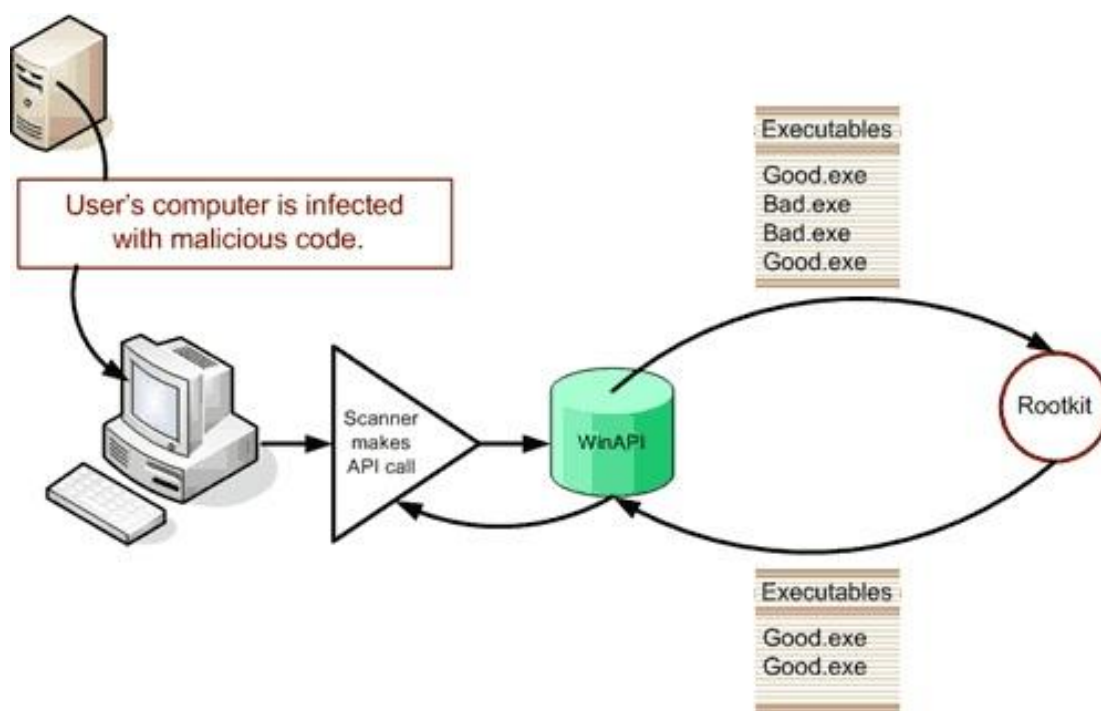 User's computer is infected
with malicious code.
Scanner
makes
API call
WinAPI
Executables
Good.exe
Bad.exe
Bad.exe
Good.exe
Rootkit
Executables
Good.exe
Good.exe